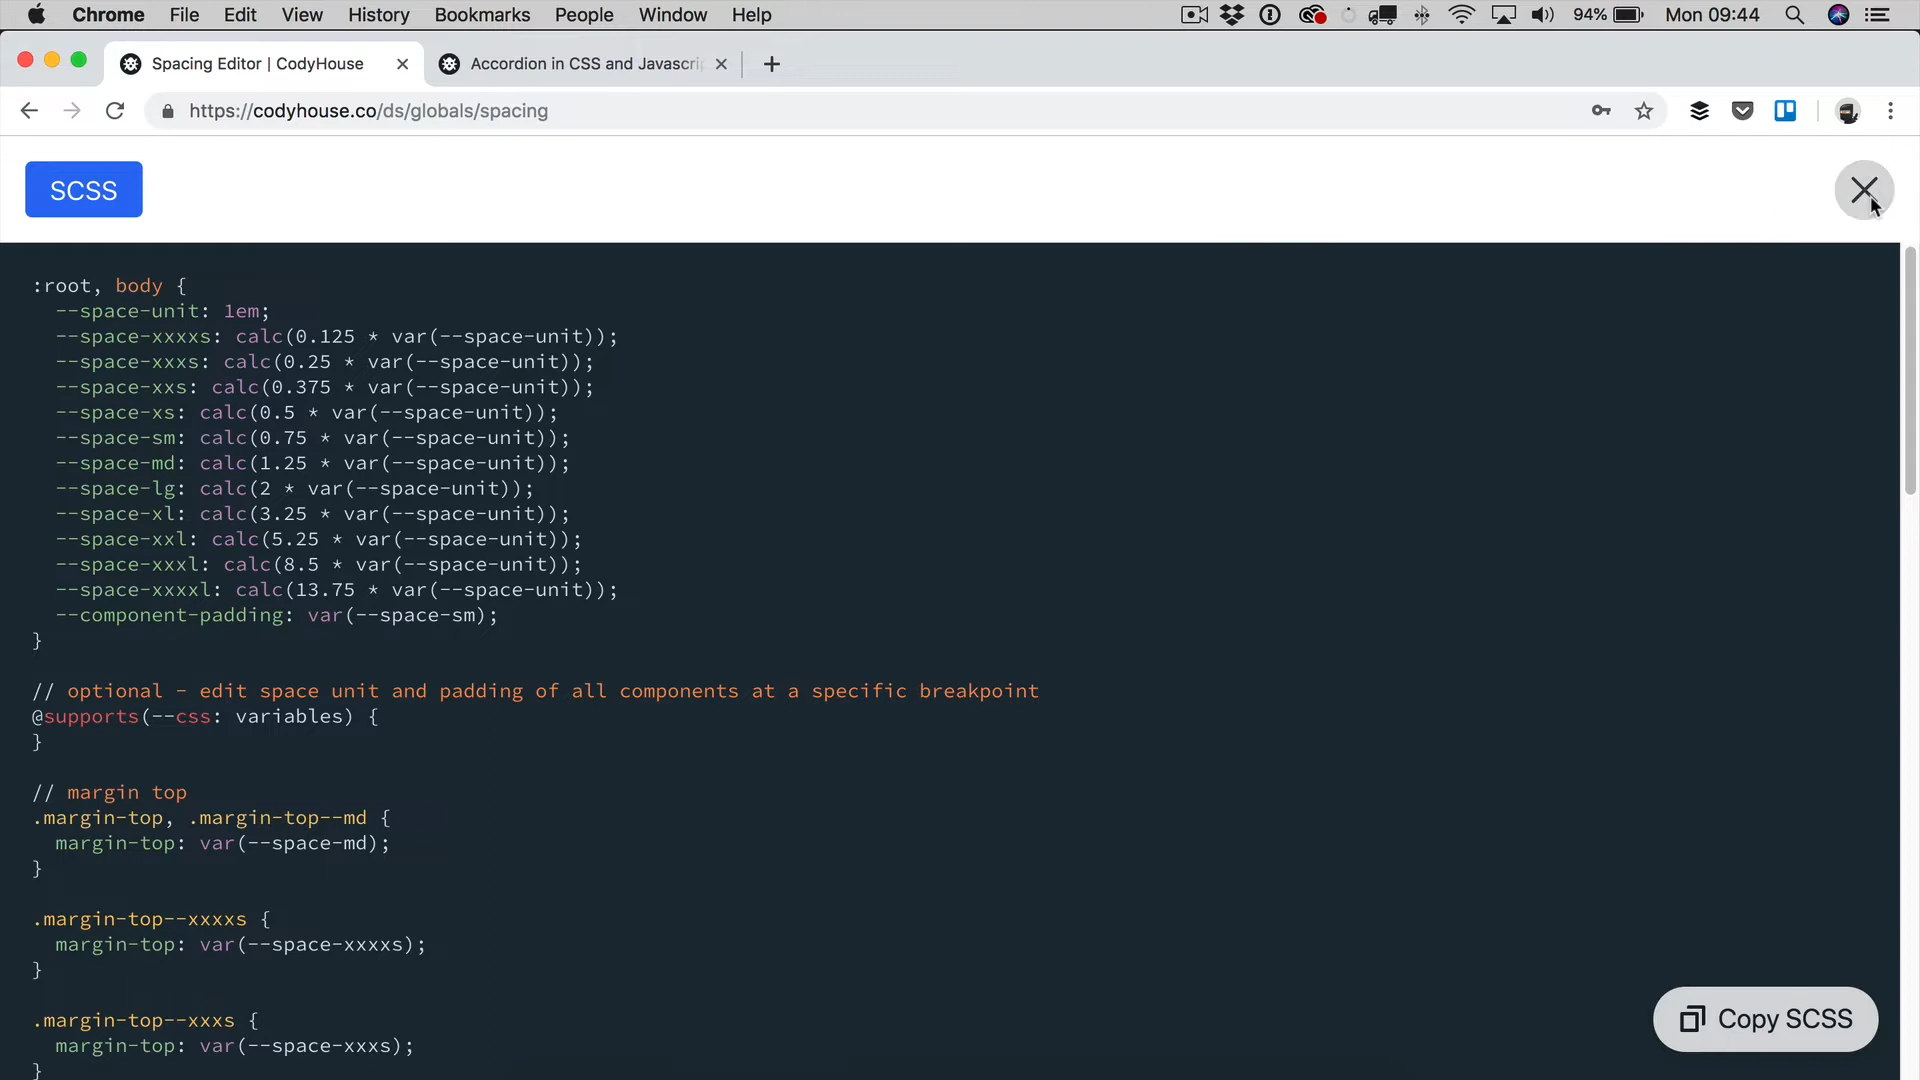 Chrome File Edit View History Bookmarks People Window Help 94% Mon 09:44
Spacing Editor | CodyHouse Accordion in CSS and Javascri
https://codyhouse.co/ds/globals/spacing
SCSS
:root, body {
--space-unit: 1em;
--space-xxxxs: calc(0.125 * var(--space-unit));
--space-xxxs: calc(0.25 * var(--space-unit));
--space-xxs: calc(0.375 * var(--space-unit));
--space-xs: calc(0.5 * var(--space-unit));
--space-sm: calc(0.75 * var(--space-unit));
--space-md: calc(1.25 * var(--space-unit));
--space-lg: calc(2 * var(--space-unit));
--space-xl: calc(3.25 * var(--space-unit));
--space-xxl: calc(5.25 * var(--space-unit));
--space-xxxl: calc(8.5 * var(--space-unit));
--space-xxxxl: calc(13.75 * var(--space-unit));
--component-padding: var(--space-sm);
}
// optional - edit space unit and padding of all components at a specific breakpoint
@supports(--css: variables) {
}
// margin top
.margin-top, .margin-top--md {
margin-top: var(--space-md);
}
.margin-top--xxxxs {
margin-top: var(--space-xxxxs);
}
.margin-top--xxxs {
margin-top: var(--space-xxxs);
}
Copy SCSS